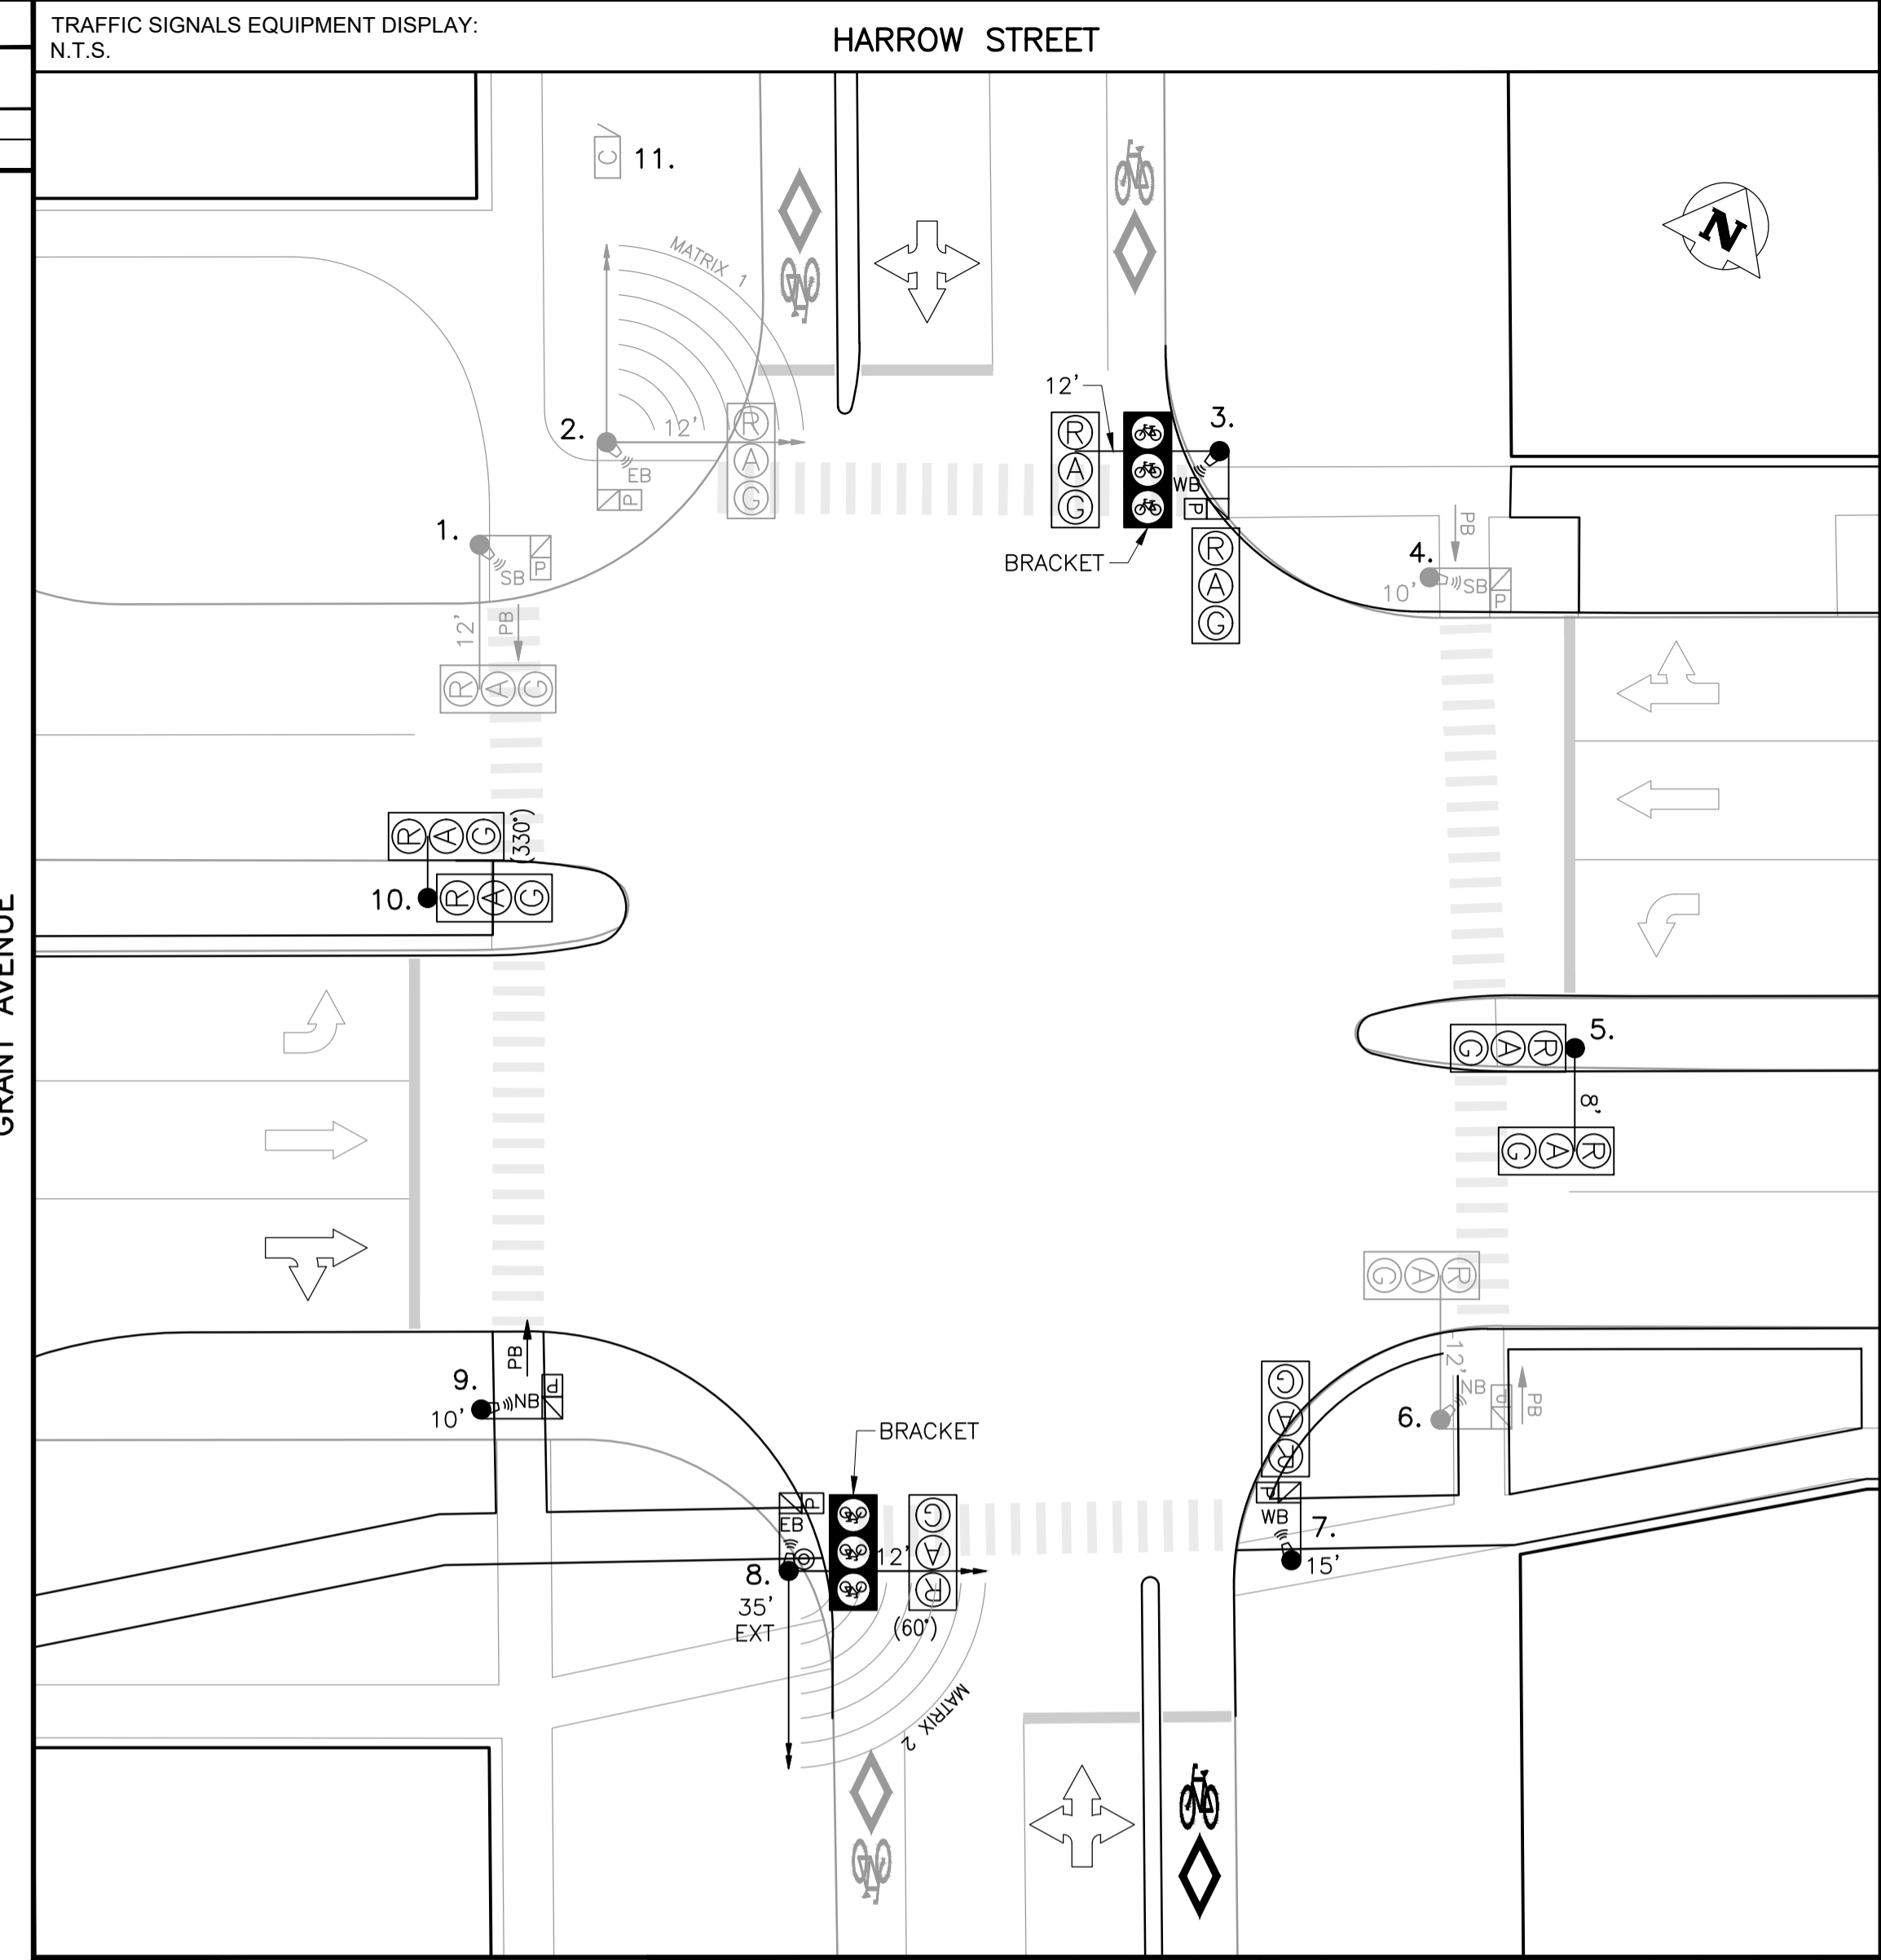 TRAFFIC SIGNALS EQUIPMENT DISPLAY:
N.T.S.
HARROW STREET
GRANT AVENUE
N
C
11.
MATRIX 1
2.
12'
R
A
G
EB
P
1.
SB
P
12'
PB
R A G
12'
R
A
G
3.
WB
P
BRACKET
R
A
G
PB
4.
10'
SB
P
R A G
(330°)
10.
R A G
5.
R A G
8'
R A G
R A G
12'
6.
NB
P
PB
PB
9.
10'
NB
P
BRACKET
P
EB
8.
35'
EXT
12'
R
A
G
(60°)
MATRIX 2
R
A
G
P
WB
7.
15'